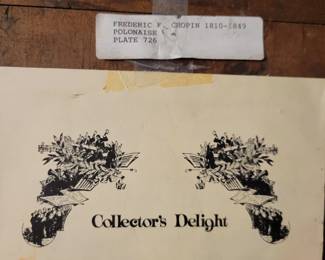 FREDERIC F. CHOPIN 1810-1849
POLONAISE
PLATE 726
Collector's Delight